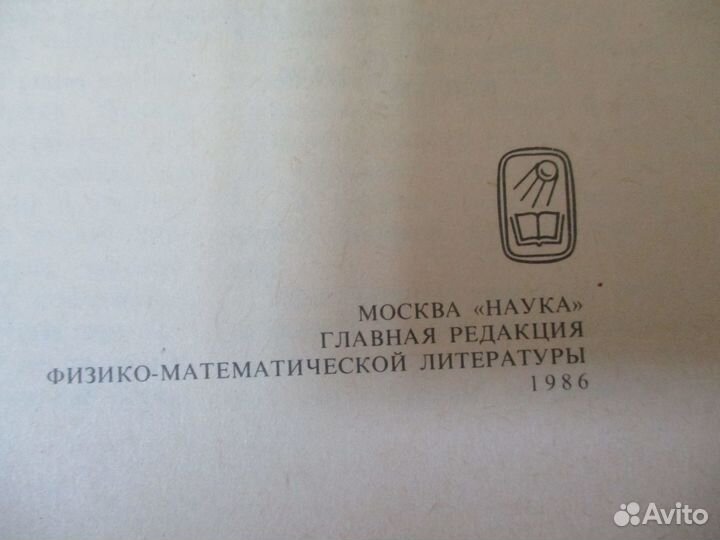 МОСКВА «НАУКА»
ГЛАВНАЯ РЕДАКЦИЯ
ФИЗИКО-МАТЕМАТИЧЕСКОЙ ЛИТЕРАТУРЫ
1986
Avito